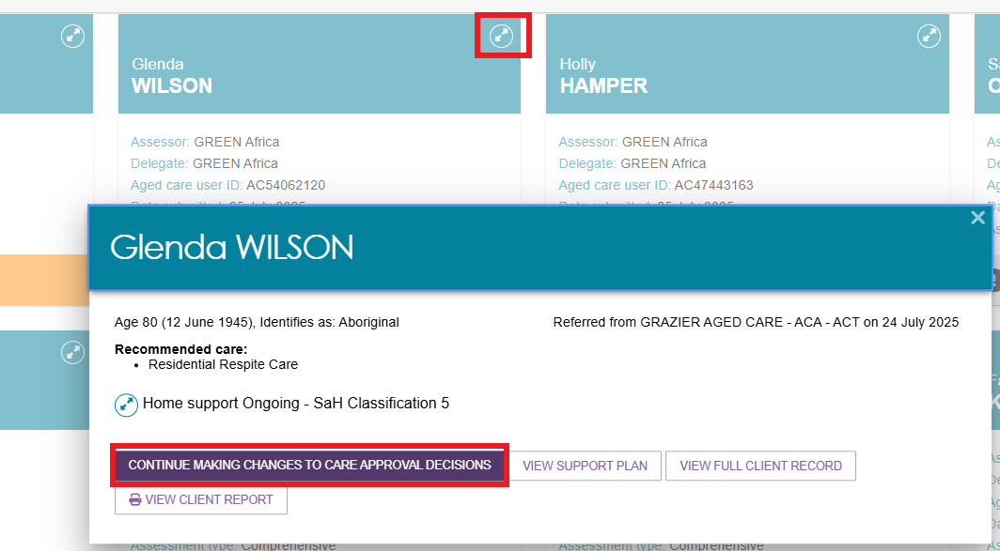 Glenda
WILSON
Holly
HAMPER
Assessor: GREEN Africa
Delegate: GREEN Africa
Aged care user ID: AC54062120
Assessor: GREEN Africa
Delegate: GREEN Africa
Aged care user ID: AC47443163
Glenda WILSON
Age 80 (12 June 1945), Identifies as: Aboriginal
Referred from GRAZIER AGED CARE - ACA - ACT on 24 July 2025
Recommended care:
• Residential Respite Care
Home support Ongoing - SaH Classification 5
CONTINUE MAKING CHANGES TO CARE APPROVAL DECISIONS
VIEW SUPPORT PLAN
VIEW FULL CLIENT RECORD
VIEW CLIENT REPORT
Assessment type: Comprehensive
Assessment type: Comprehensive